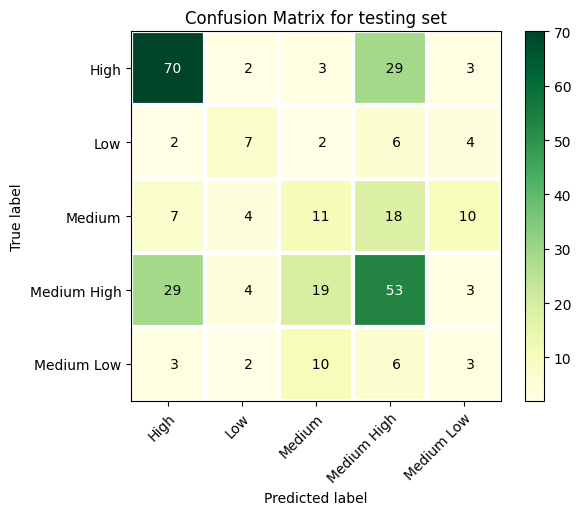 Confusion Matrix for testing set
High 70 2 3 29 3
Low 2 7 2 6 4
Medium 7 4 11 18 10
Medium High 29 4 19 53 3
Medium Low 3 2 10 6 3
True label
High Low Medium Medium High Medium Low
Predicted label
70
60
50
40
30
20
10